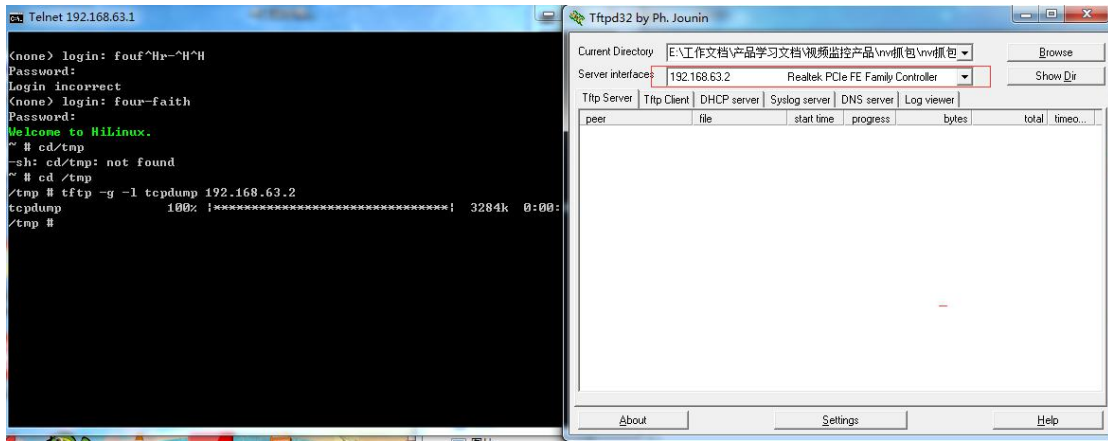 Telnet 192.168.63.1
(none) login: fouf^Hr-^H^H
Password:
Login incorrect
(none) login: four-faith
Password:
Welcome to HiLinux.
~ # cd/tmp
-sh: cd/tmp: not found
~ # cd /tmp
/tmp # tftp -g -l tcpdump 192.168.63.2
tcpdump 100% |*******************************| 3284k 0:00:
/tmp #
Tftpd32 by Ph. Jounin
Current Directory E:\工作文档\产品学习文档\视频监控产品\nvr抓包\nvr抓包 Browse
Server interfaces 192.168.63.2 Realtek PCIe FE Family Controller Show Dir
Tftp Server Tftp Client DHCP server Syslog server DNS server Log viewer
peer file start time progress bytes total timeo...
About Settings Help